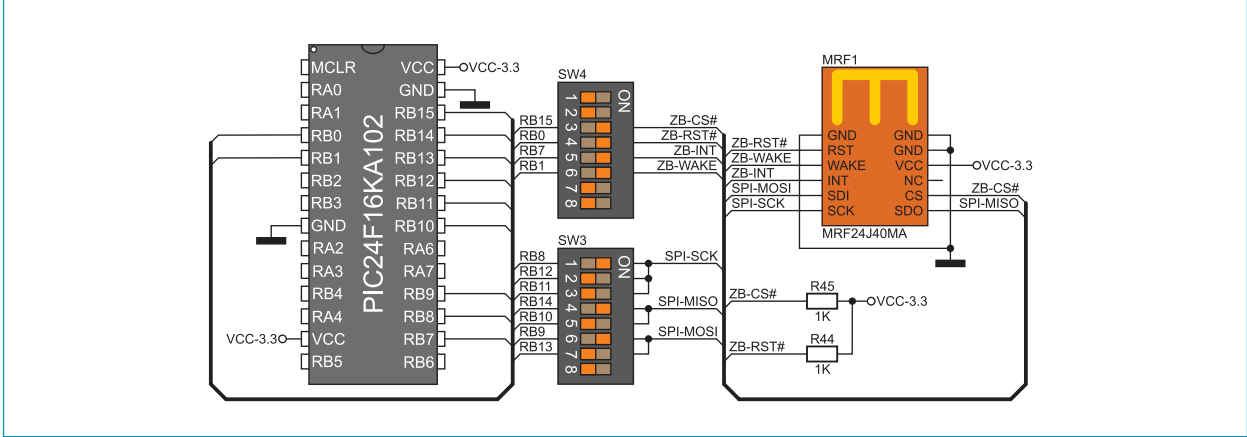 MCLR
RA0
RA1
RB0
RB1
RB2
RB3
GND
RA2
RA3
RB4
RA4
VCC
RB5
VCC-3.3
PIC24F16KA102
VCC
GND
RB15
RB14
RB13
RB12
RB11
RB10
RA6
RA7
RB9
RB8
RB7
RB6
VCC-3.3
SW4
ON
1
2
3
4
5
6
7
8
RB15
RB0
RB7
RB1
ZB-CS#
ZB-RST#
ZB-INT
ZB-WAKE
SW3
ON
1
2
3
4
5
6
7
8
RB8
RB12
RB11
RB14
RB10
RB9
RB13
SPI-SCK
SPI-MISO
SPI-MOSI
MRF1
ZB-RST#
ZB-WAKE
ZB-INT
SPI-MOSI
SPI-SCK
GND
RST
WAKE
INT
SDI
SCK
GND
GND
VCC
NC
CS
SDO
VCC-3.3
ZB-CS#
SPI-MISO
MRF24J40MA
ZB-CS#
R45
1K
VCC-3.3
ZB-RST#
R44
1K